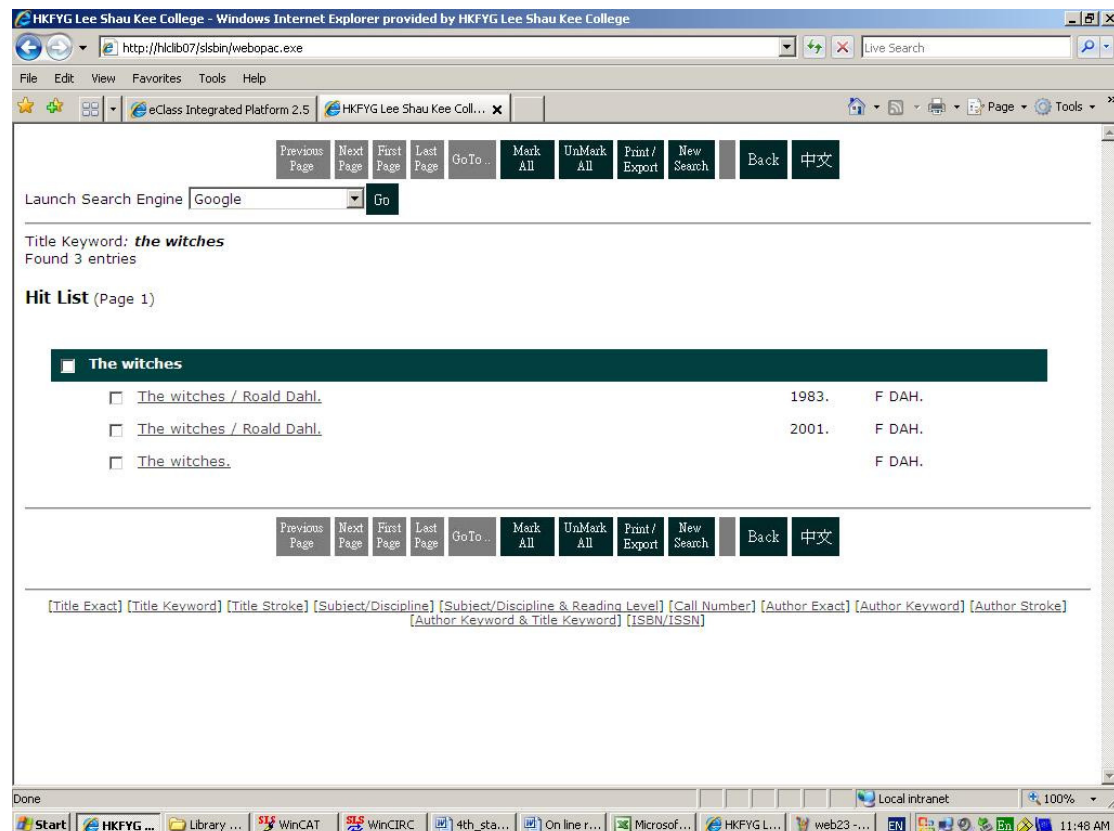 HKFYG Lee Shau Kee College - Windows Internet Explorer provided by HKFYG Lee Shau Kee College
http://hlclib07/slsbin/webopac.exe
Live Search
File Edit View Favorites Tools Help
eClass Integrated Platform 2.5 HKFYG Lee Shau Kee Coll... Page Tools
Previous Page Next Page First Page Last Page GoTo .. Mark All UnMark All Print / Export New Search Back 中文
Launch Search Engine Google Go
Title Keyword: the witches
Found 3 entries
Hit List (Page 1)
The witches
The witches / Roald Dahl. 1983. F DAH.
The witches / Roald Dahl. 2001. F DAH.
The witches. F DAH.
Previous Page Next Page First Page Last Page GoTo .. Mark All UnMark All Print / Export New Search Back 中文
[Title Exact] [Title Keyword] [Title Stroke] [Subject/Discipline] [Subject/Discipline & Reading Level] [Call Number] [Author Exact] [Author Keyword] [Author Stroke]
[Author Keyword & Title Keyword] [ISBN/ISSN]
Done Local intranet 100%
Start HKFYG ... Library ... SLS WinCAT SLS WinCIRC 4th_sta... On line r... Microsof... HKFYG L... web23 -... EN En 11:48 AM